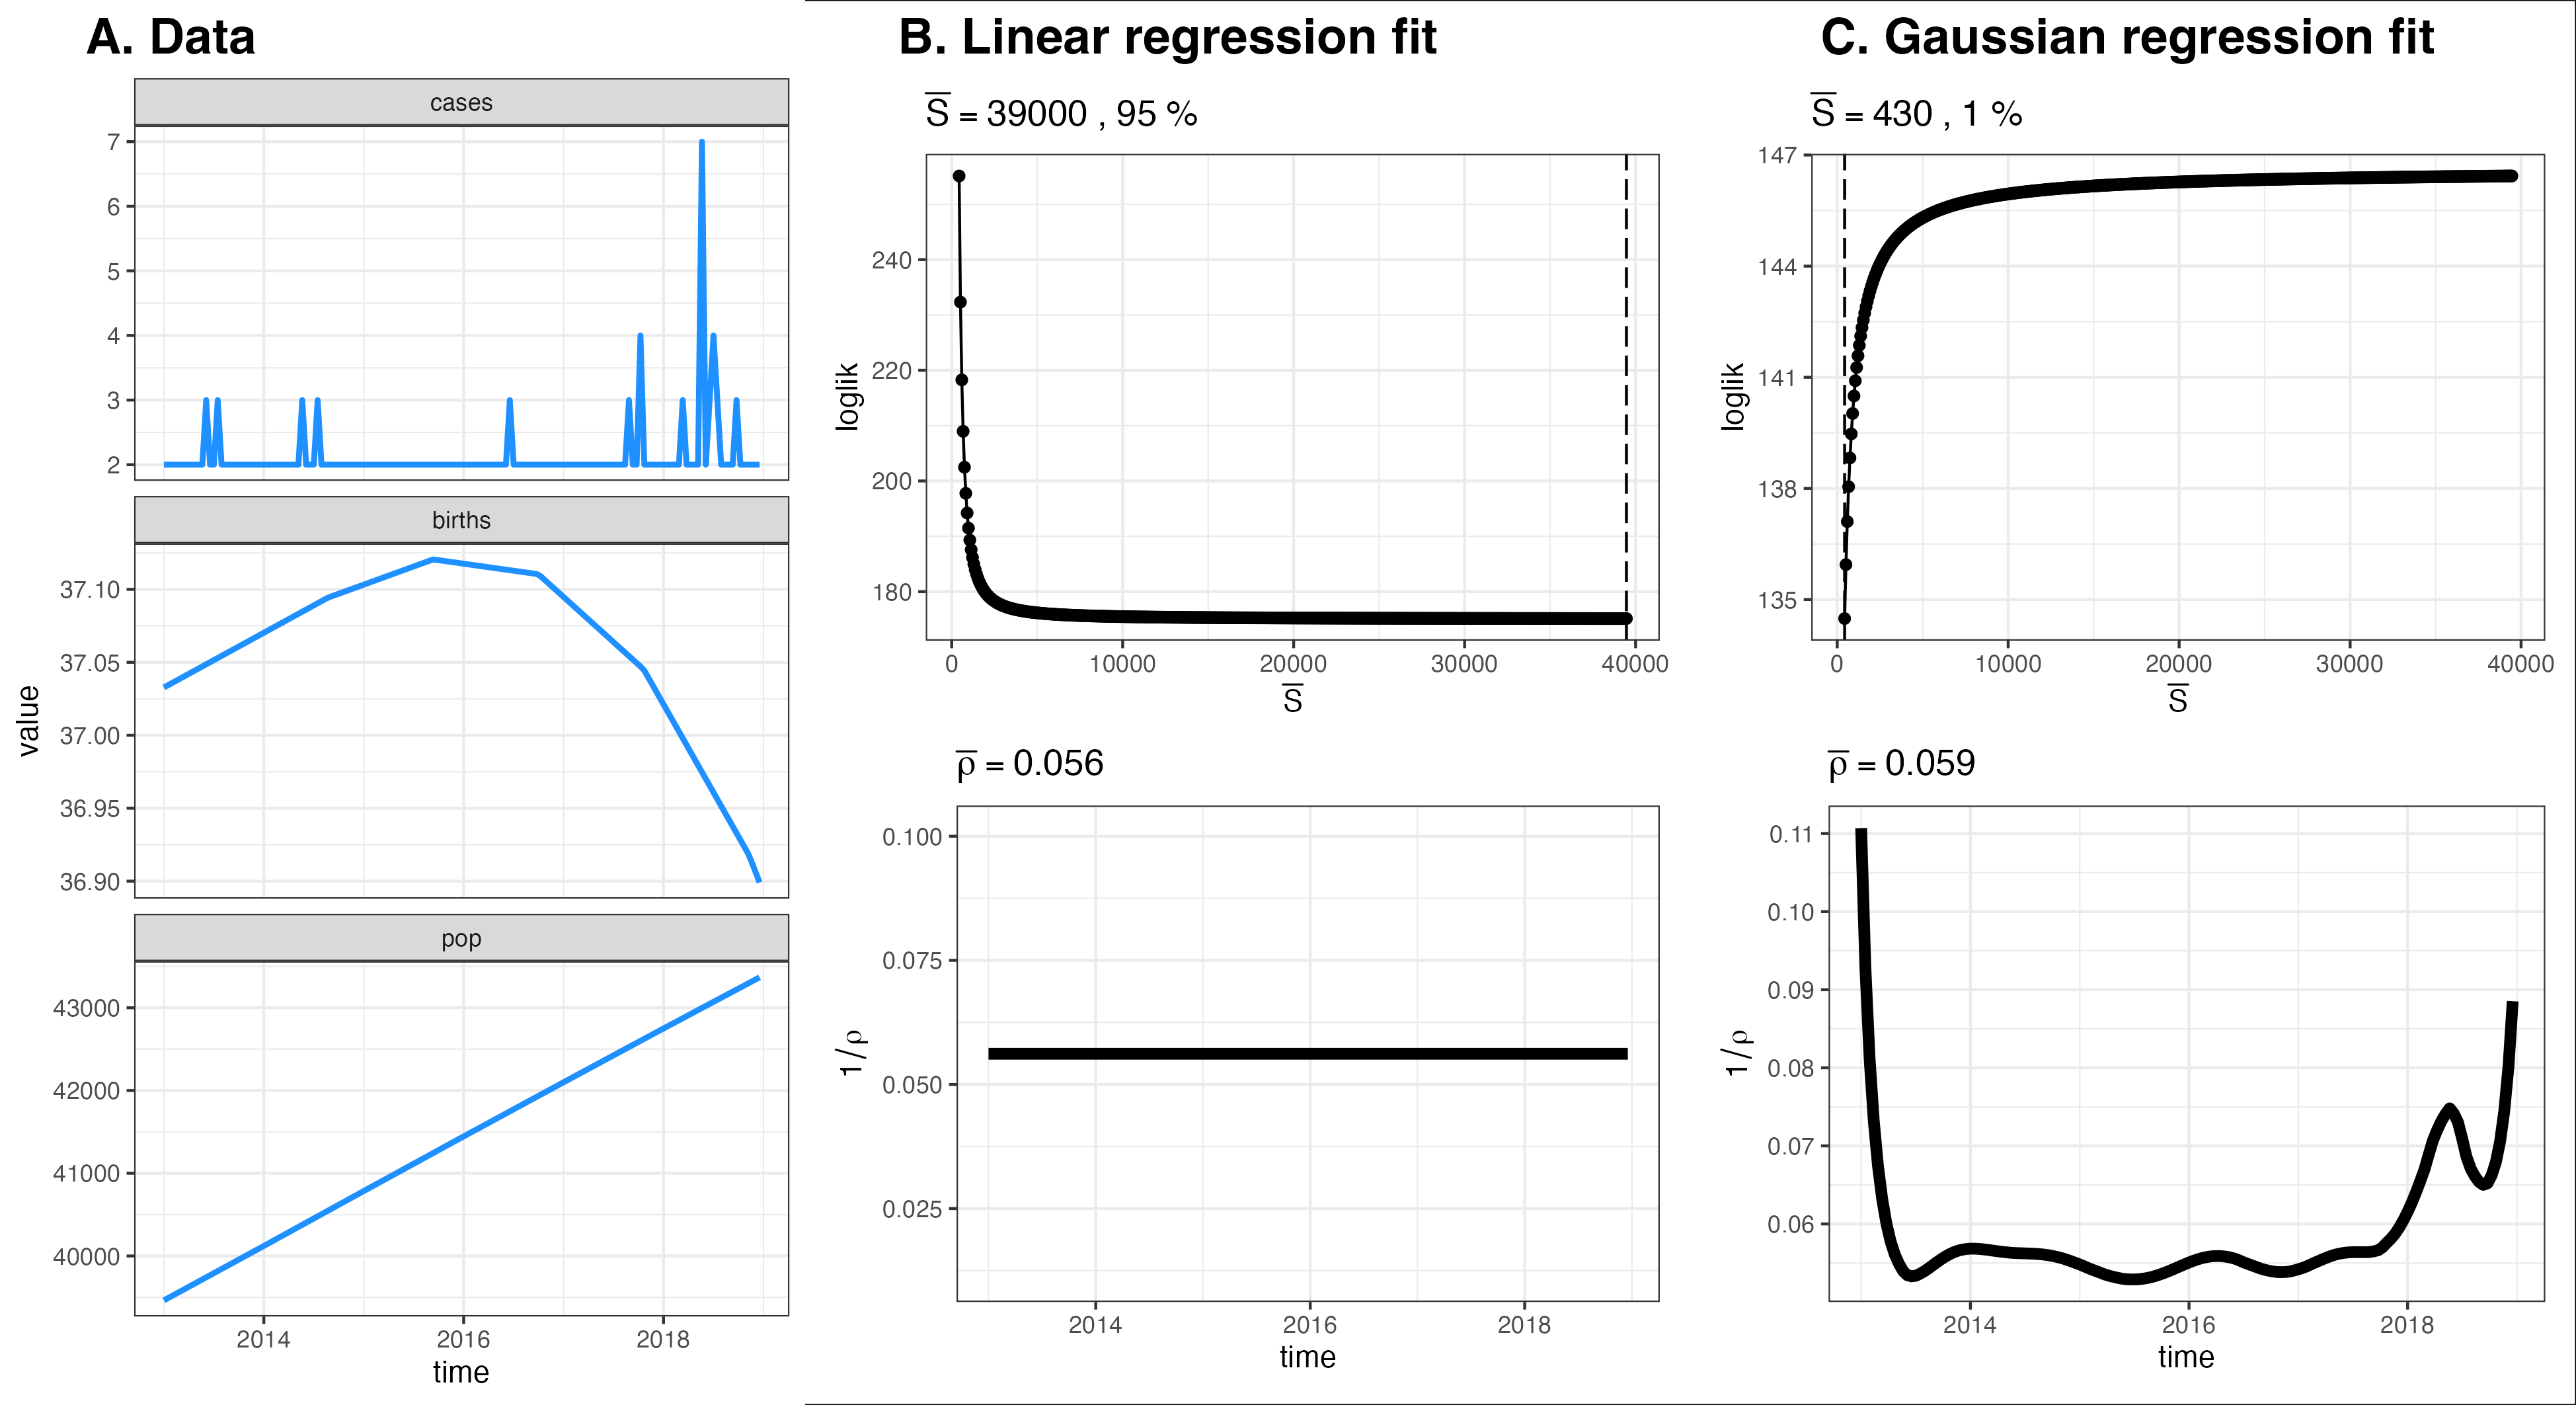 A. Data
cases
7
6
5
4
3
2
births
37.10
37.05
37.00
36.95
36.90
pop
43000
42000
41000
40000
value
2014 2016 2018
time
B. Linear regression fit
S̅ = 39000 , 95 %
240
220
200
180
loglik
0 10000 20000 30000 40000
S̅
ρ̅ = 0.056
0.100
0.075
0.050
0.025
1/ρ
2014 2016 2018
time
C. Gaussian regression fit
S̅ = 430 , 1 %
147
144
141
138
135
loglik
0 10000 20000 30000 40000
S̅
ρ̅ = 0.059
0.11
0.10
0.09
0.08
0.07
0.06
1/ρ
2014 2016 2018
time